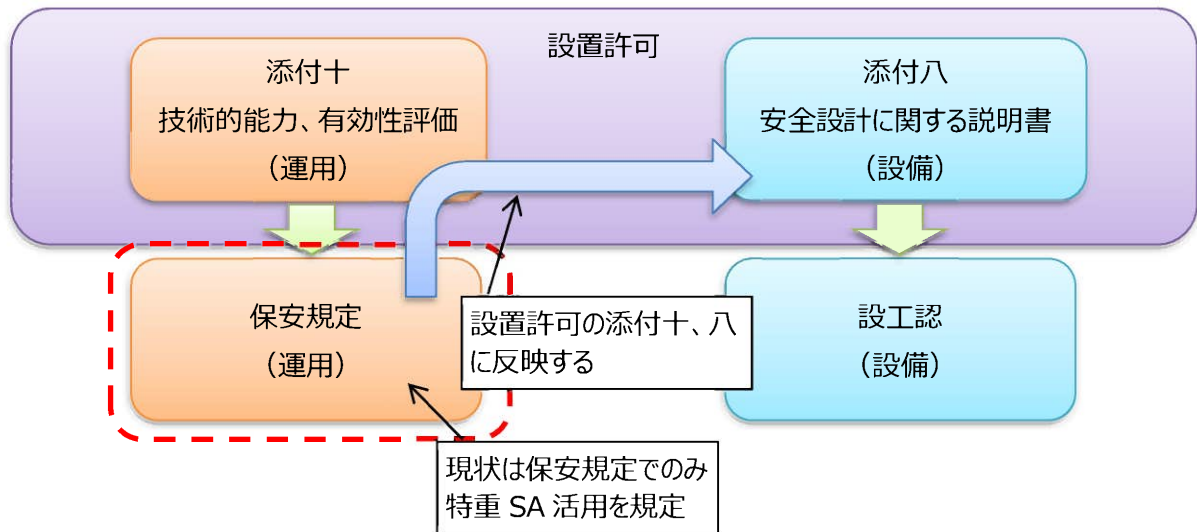 設置許可
添付十
技術的能力、有効性評価
（運用）
添付八
安全設計に関する説明書
（設備）
保安規定
（運用）
設置許可の添付十、八
に反映する
設工認
（設備）
現状は保安規定でのみ
特重 SA 活用を規定